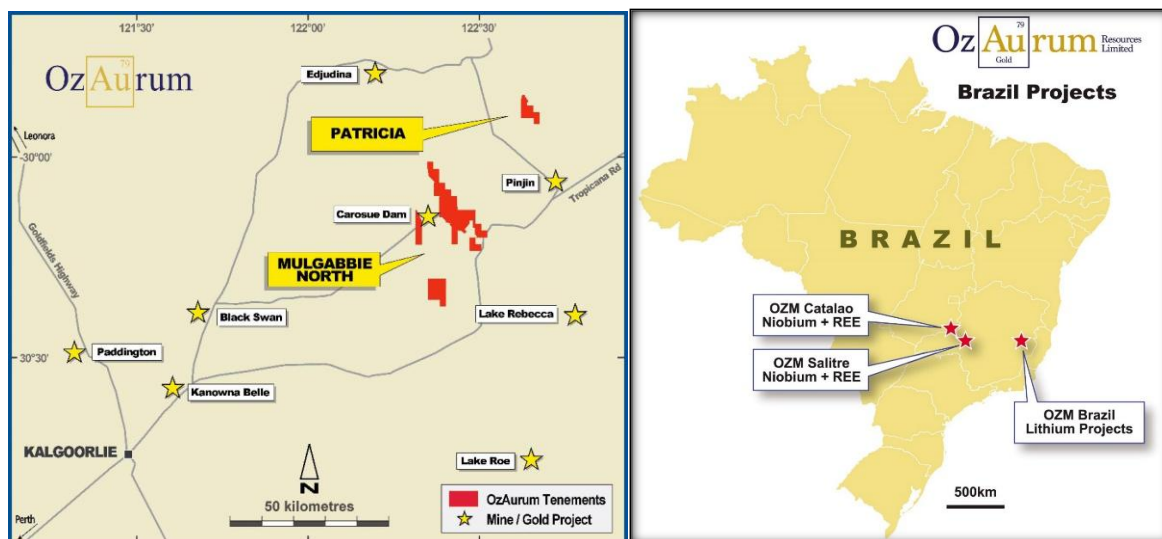 121°30'
122°00'
122°30'
79
OzAurum
Edjudina
PATRICIA
Leonora
-30°00'
Pinjin
Tropicana Rd
Carosue Dam
Goldfields Highway
MULGABBIE
NORTH
Black Swan
Lake Rebecca
Paddington
-30°30'
Kanowna Belle
KALGOORLIE
Lake Roe
N
50 kilometres
OzAurum Tenements
Mine / Gold Project
Perth
79
OzAurum
Gold
Resources
Limited
Brazil Projects
BRAZIL
OZM Catalao
Niobium + REE
OZM Salitre
Niobium + REE
OZM Brazil
Lithium Projects
500km